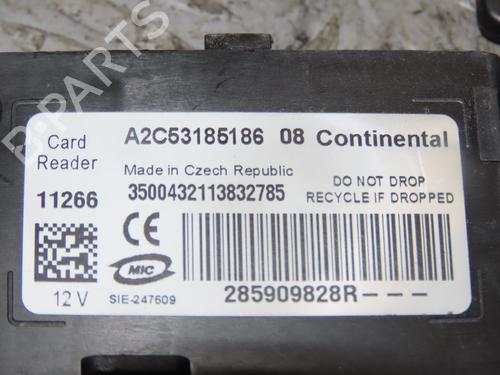 A2C53185186 08 Continental
Card
Reader
Made in Czech Republic
11266
3500432113832785
DO NOT DROP
RECYCLE IF DROPPED
CE
MIC
12 V
SIE-247609
285909828R---
B-PARTS